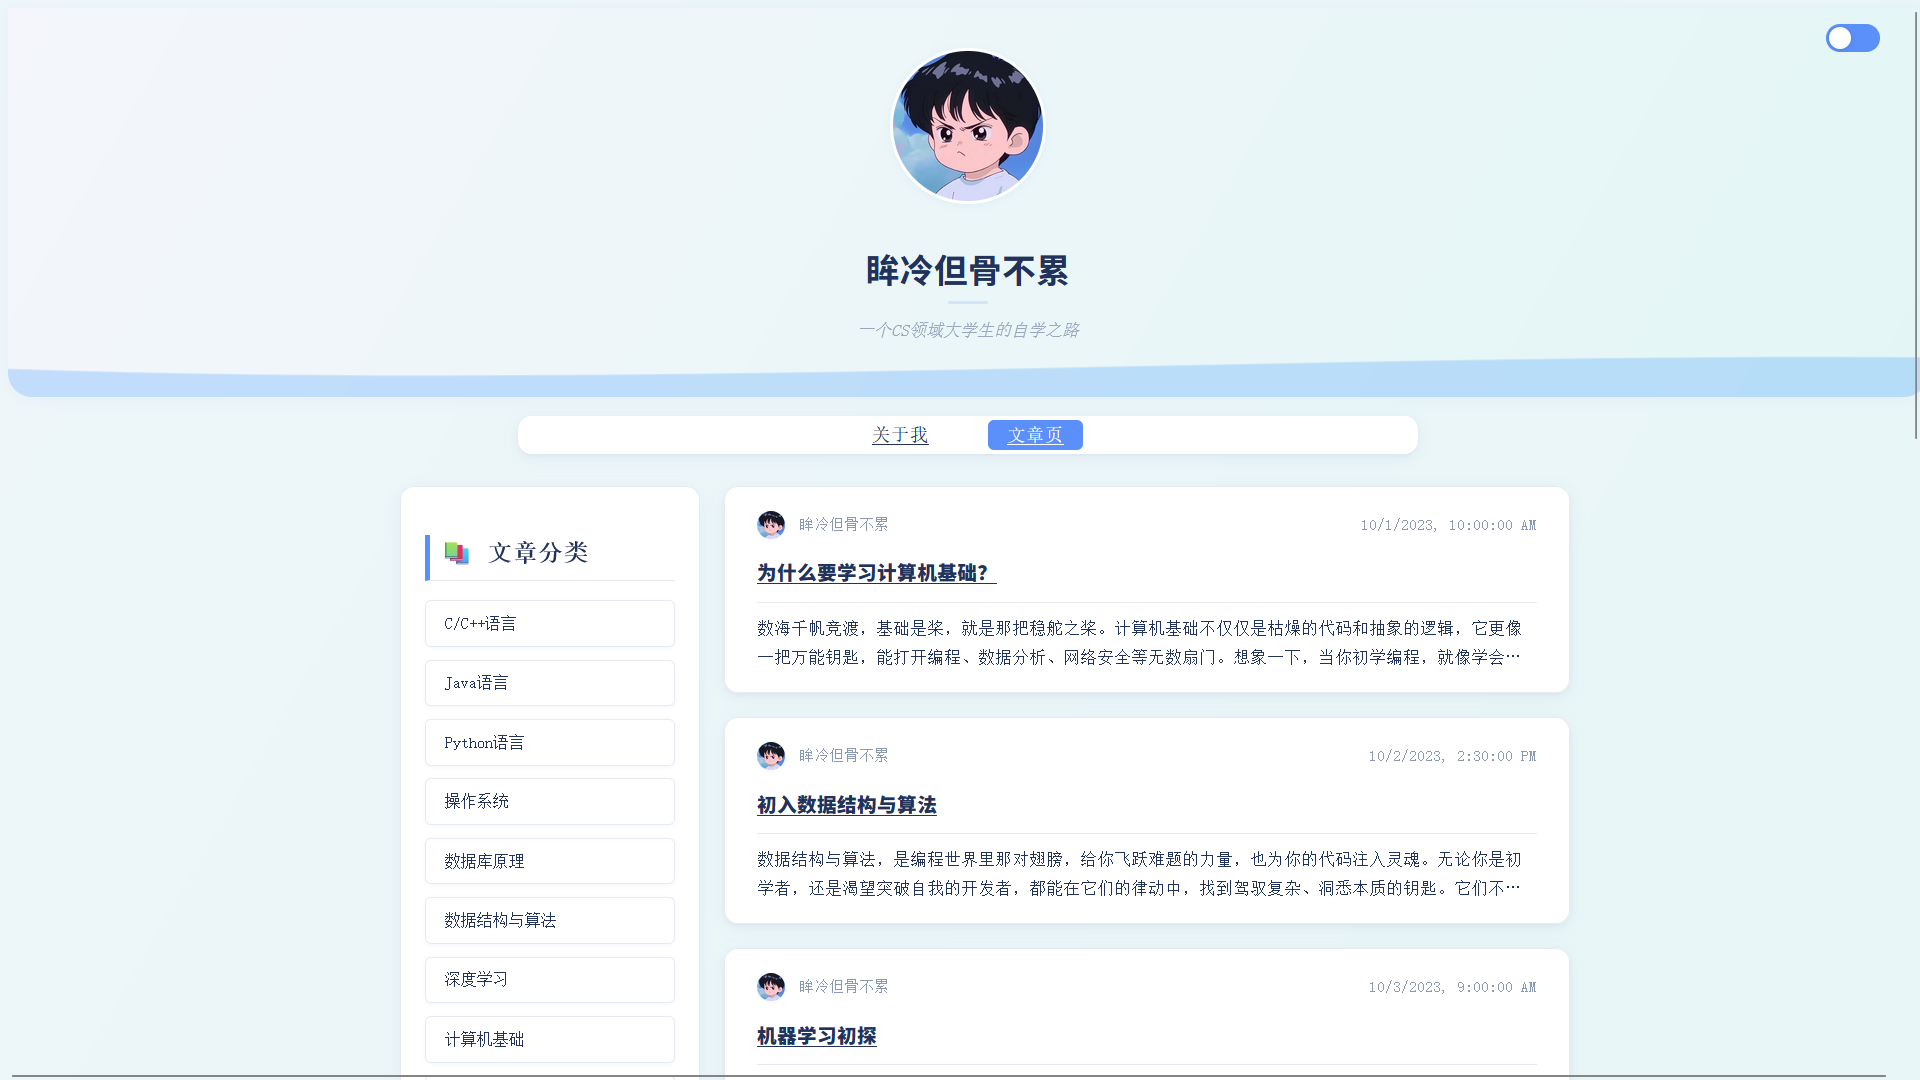 眸冷但骨不累
一个CS领域大学生的自学之路
关于我
文章页
文章分类
C/C++语言
Java语言
Python语言
操作系统
数据库原理
数据结构与算法
深度学习
计算机基础
眸冷但骨不累
10/1/2023, 10:00:00 AM
为什么要学习计算机基础？
数海千帆竞渡，基础是桨，就是那把稳舵之桨。计算机基础不仅仅是枯燥的代码和抽象的逻辑，它更像
一把万能钥匙，能打开编程、数据分析、网络安全等无数扇门。想象一下，当你初学编程，就像学会…
眸冷但骨不累
10/2/2023, 2:30:00 PM
初入数据结构与算法
数据结构与算法，是编程世界里那对翅膀，给你飞跃难题的力量，也为你的代码注入灵魂。无论你是初
学者，还是渴望突破自我的开发者，都能在它们的律动中，找到驾驭复杂、洞悉本质的钥匙。它们不…
眸冷但骨不累
10/3/2023, 9:00:00 AM
机器学习初探